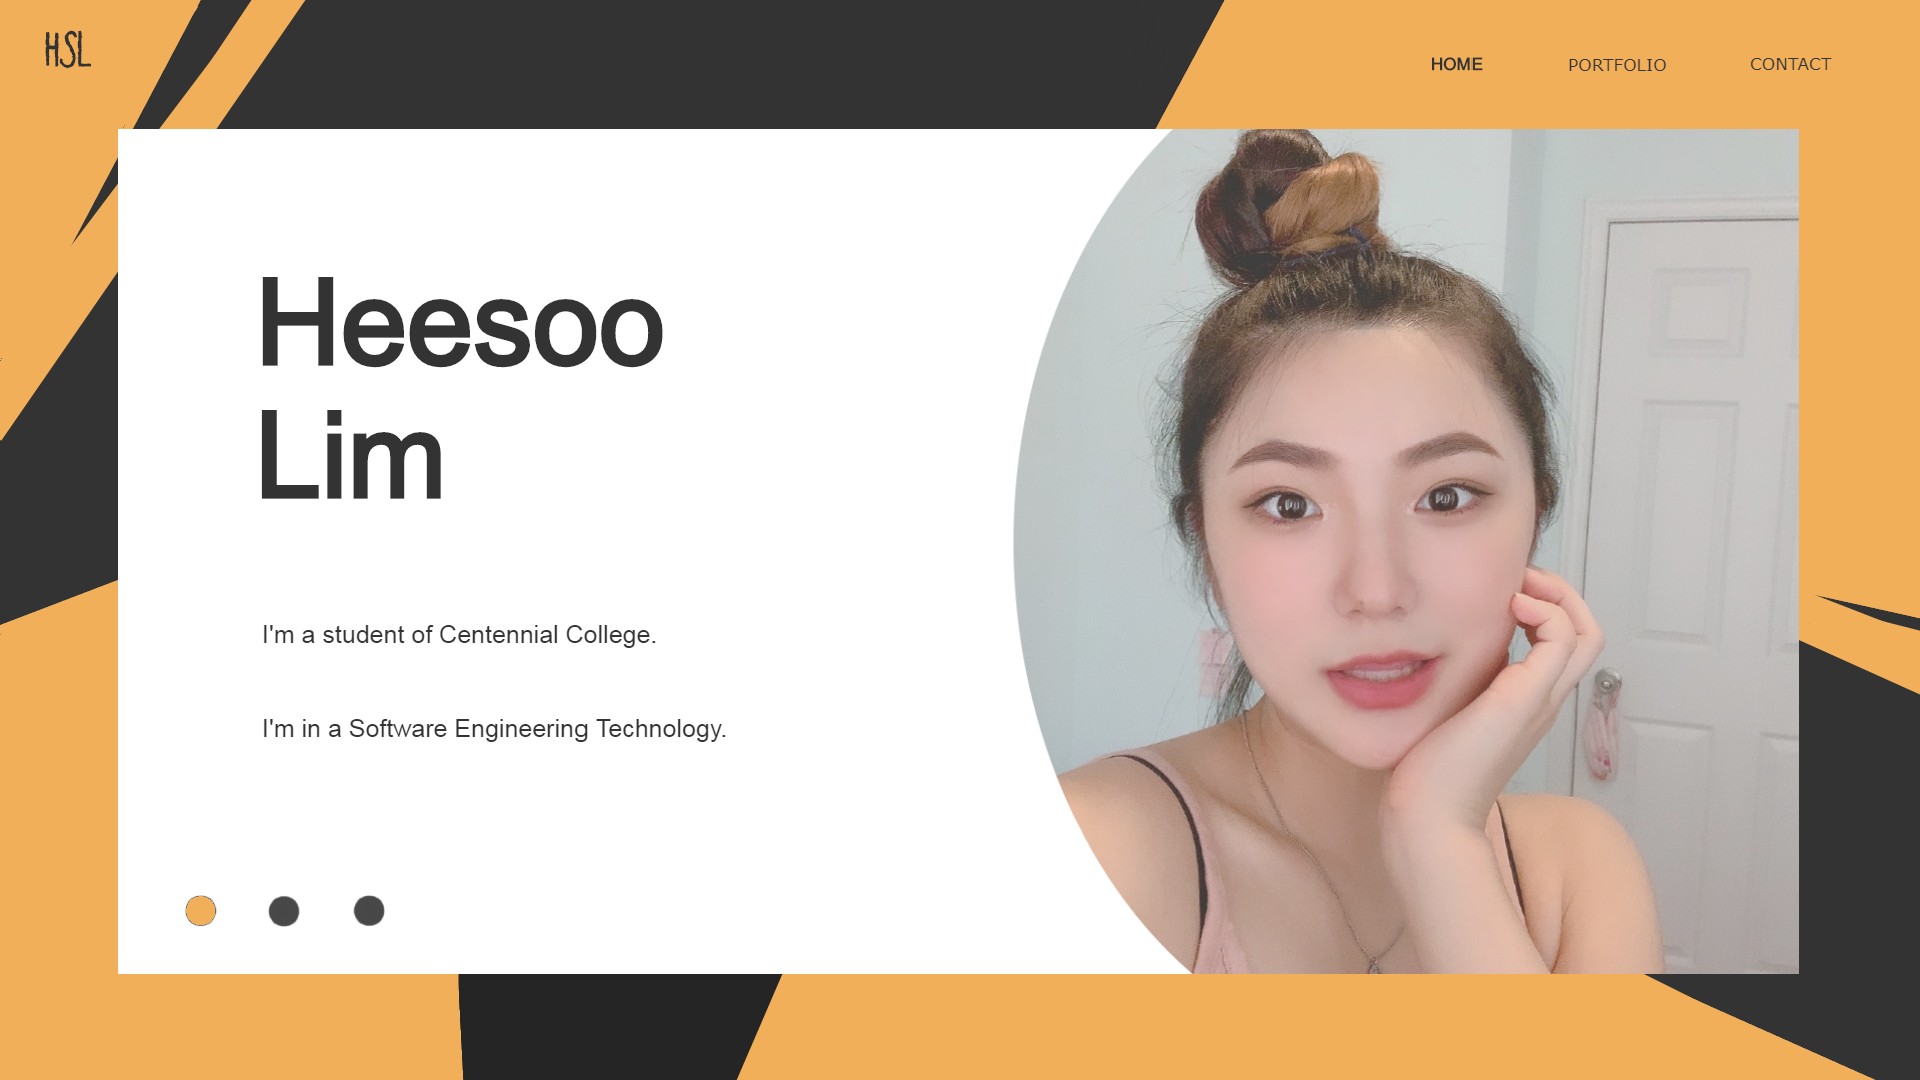 HSL
HOME PORTFOLIO CONTACT
Heesoo
Lim
I'm a student of Centennial College.
I'm in a Software Engineering Technology.